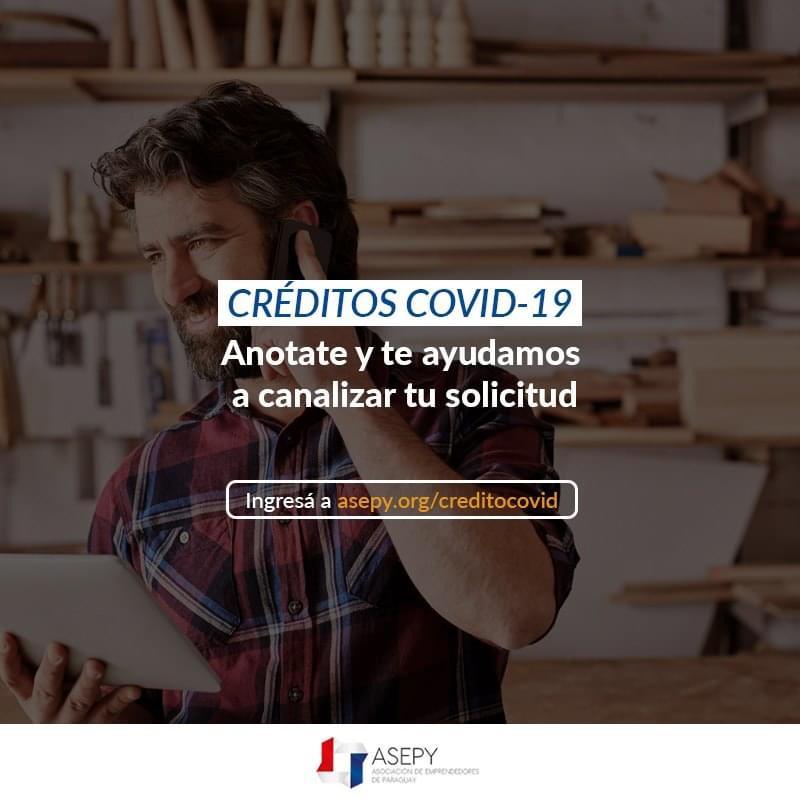 CRÉDITOS COVID-19
Anotate y te ayudamos
a canalizar tu solicitud
Ingresá a asepy.org/creditocovid
ASEPY
ASOCIACIÓN DE EMPRENDEDORES
DE PARAGUAY